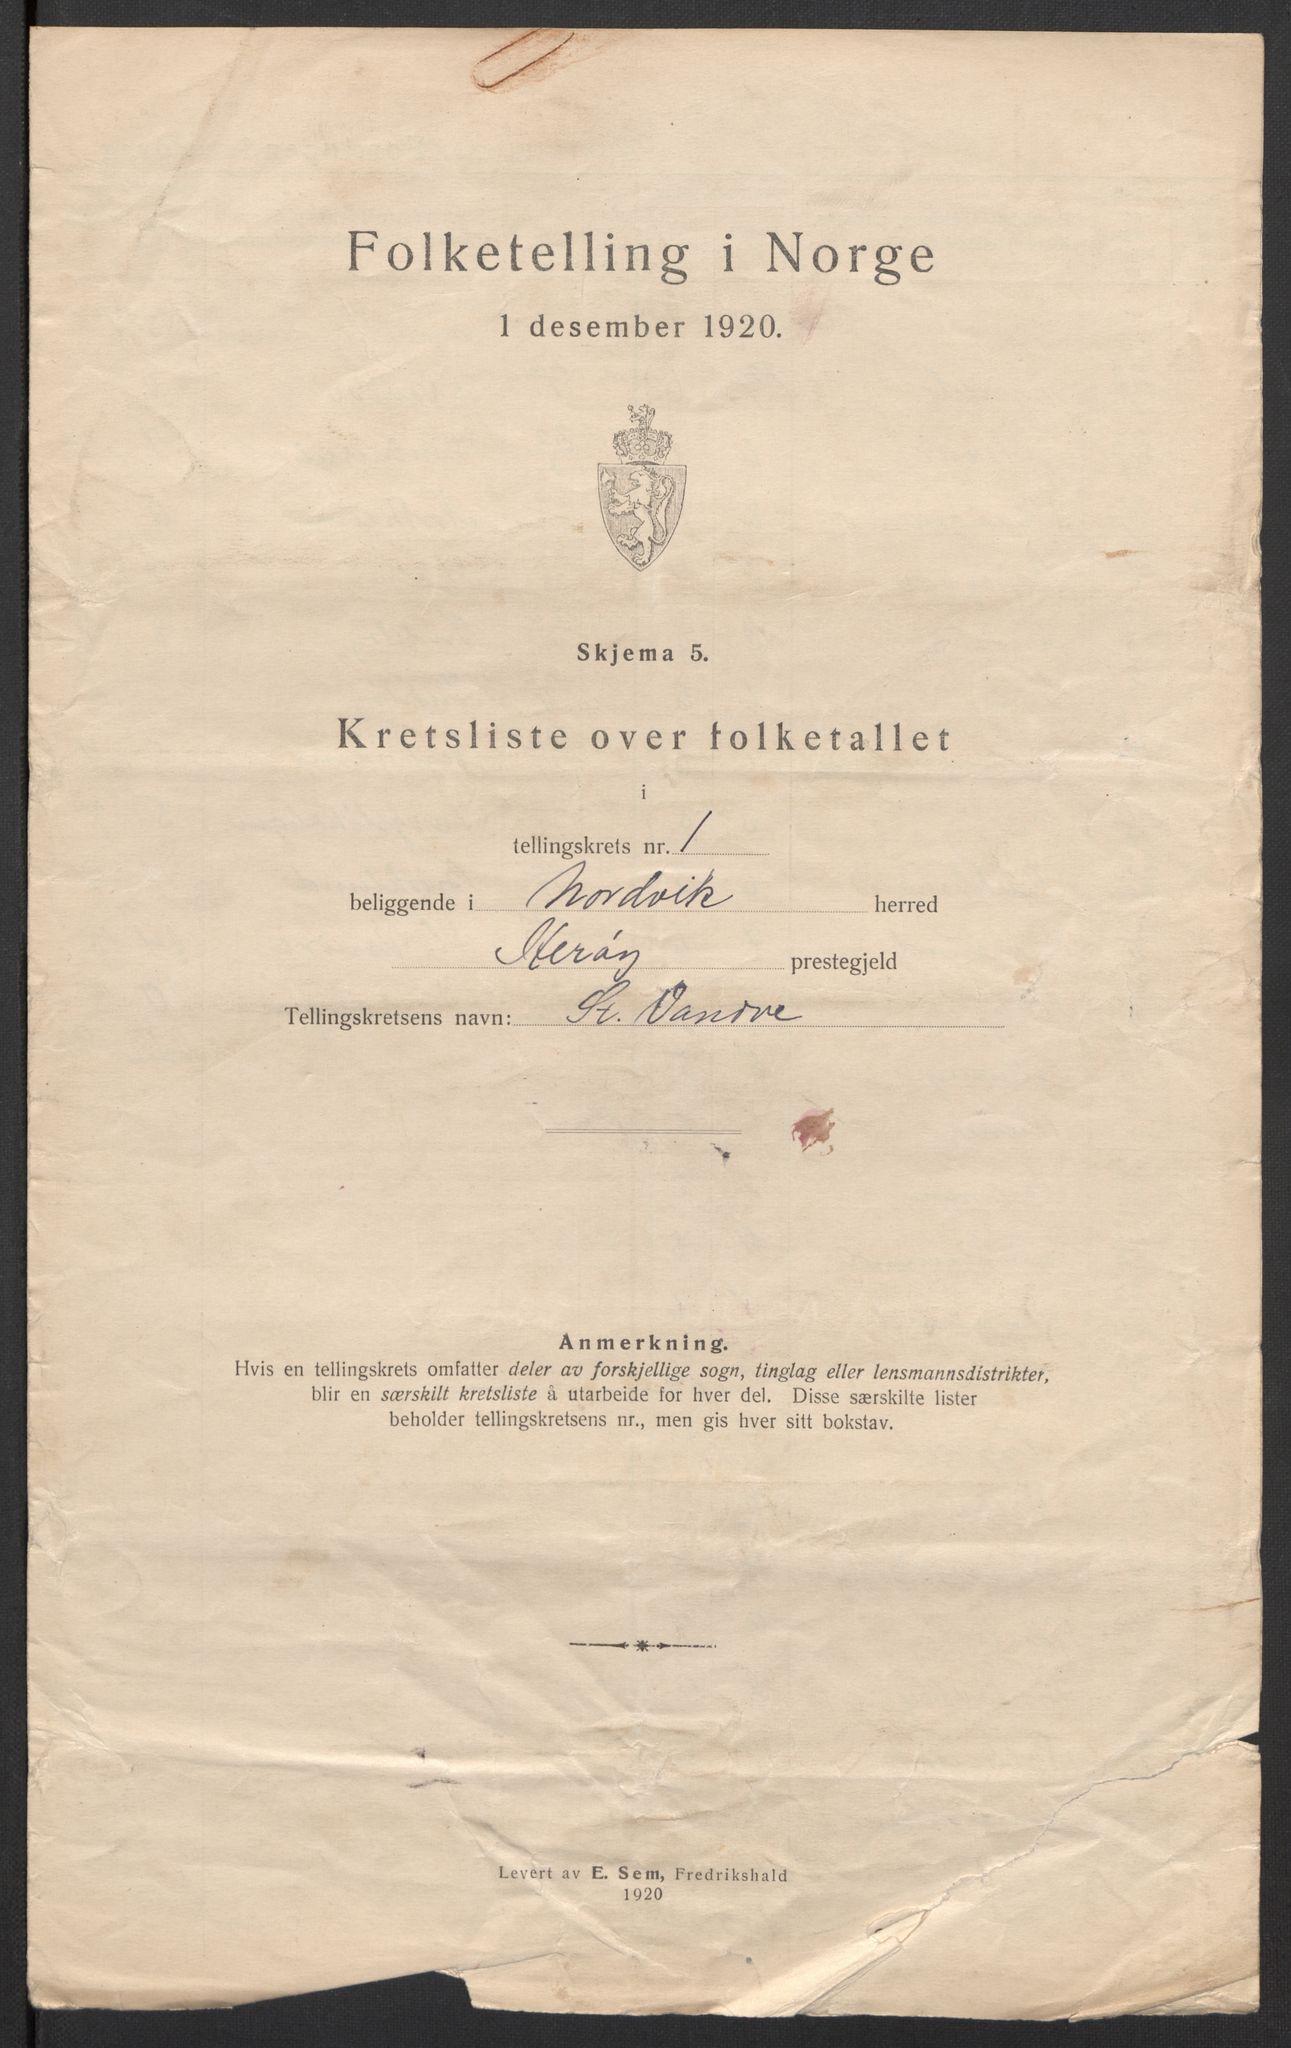 Folketelling i Norge
1 desember 1920.
Skjema 5.
Kretsliste over folketallet
i
tellingskrets nr. 1
beliggende i Nordvik herred
Herøy prestegjeld
Tellingskretsens navn: St. Vandve
Anmerkning.
Hvis en tellingskrets omfatter deler av forskjellige sogn, tinglag eller lensmannsdistrikter,
blir en særskilt kretsliste å utarbeide for hver del. Disse særskilte lister
beholder tellingskretsens nr., men gis hver sitt bokstav.
Levert av E. Sem, Fredrikshald
1920